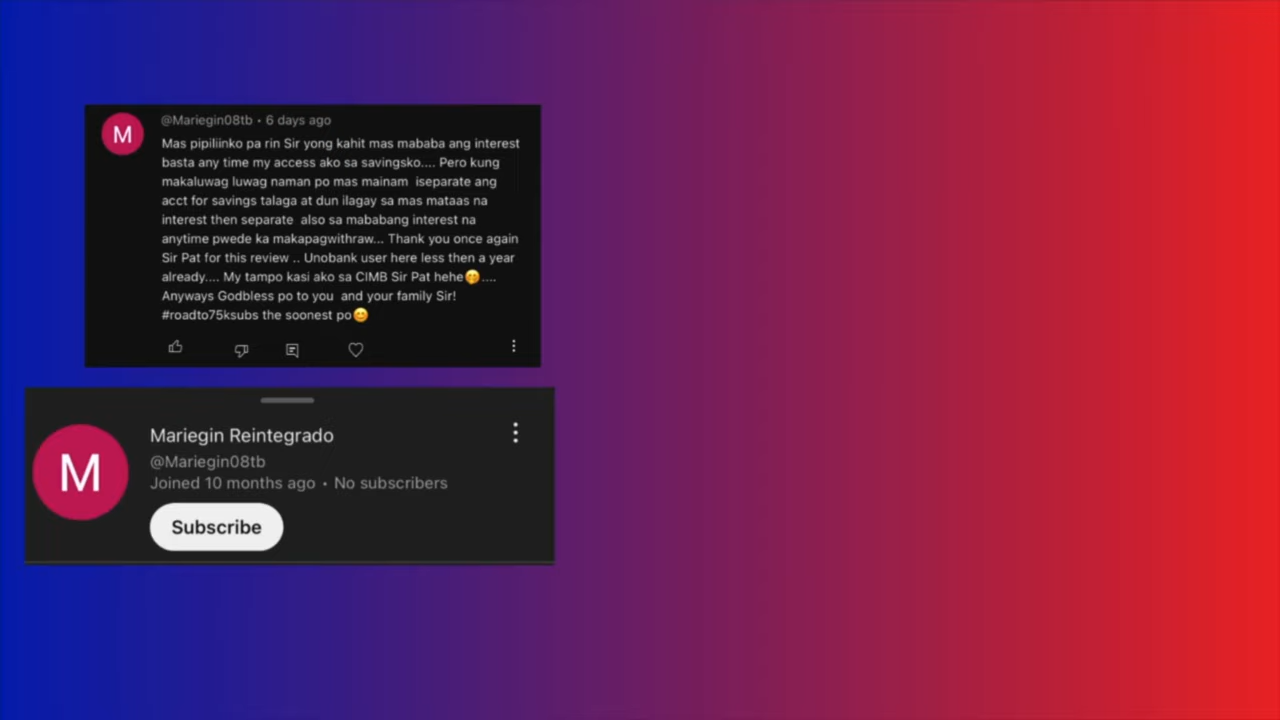 @Mariegin08tb • 6 days ago
M
Mas pipiliinko pa rin Sir yong kahit mas mababa ang interest
basta any time my access ako sa savingsko.... Pero kung
makaluwag luwag naman po mas mainam iseparate ang
acct for savings talaga at dun ilagay sa mas mataas na
interest then separate also sa mababang interest na
anytime pwede ka makapagwithraw... Thank you once again
Sir Pat for this review .. Unobank user here less then a year
already.... My tampo kasi ako sa CIMB Sir Pat hehe🤭....
Anyways Godbless po to you and your family Sir!
#roadto75ksubs the soonest po😊
M
Mariegin Reintegrado
@Mariegin08tb
Joined 10 months ago • No subscribers
Subscribe